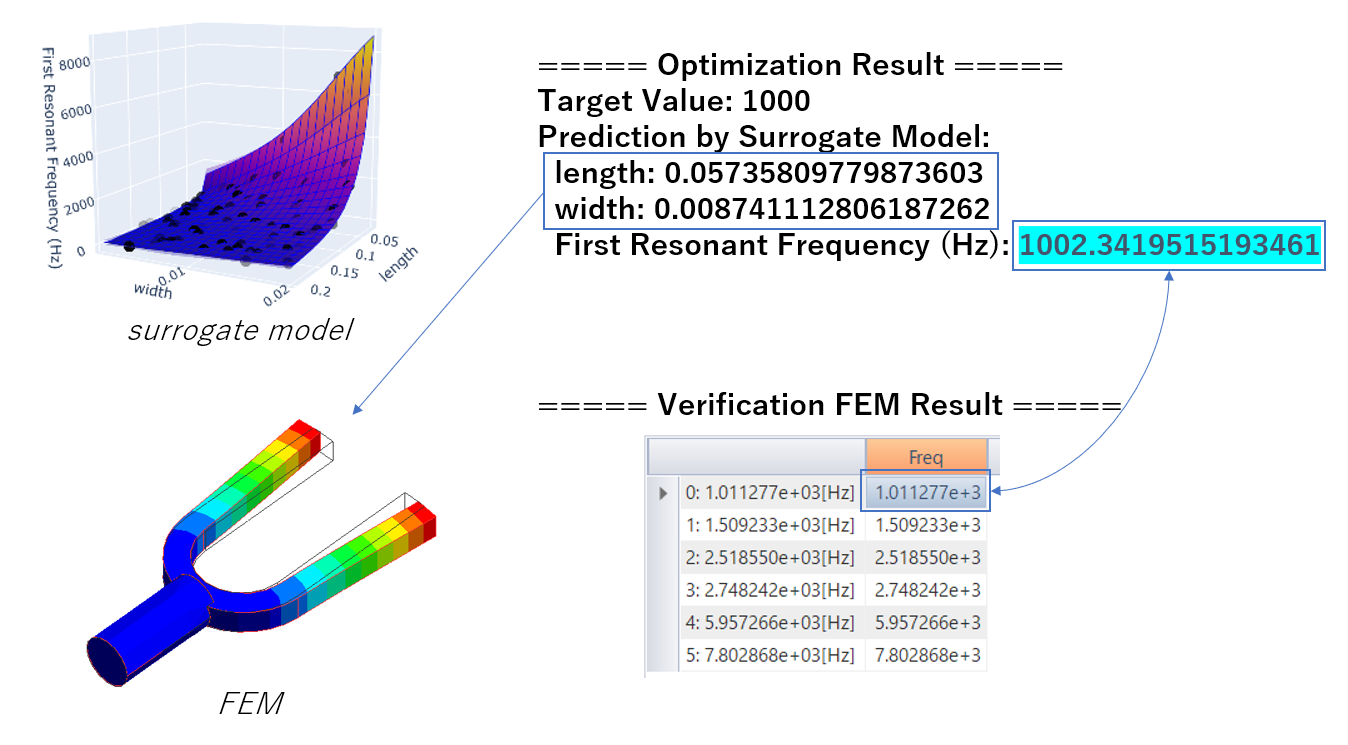 First Resonant Frequency (Hz)
8000
6000
4000
2000
0
0.01
0.02
width
0.05
0.1
0.15
0.2
length
surrogate model
===== Optimization Result =====
Target Value: 1000
Prediction by Surrogate Model:
length: 0.05735809779873603
width: 0.008741112806187262
First Resonant Frequency (Hz): 1002.3419515193461
===== Verification FEM Result =====
Freq
0: 1.011277e+03[Hz] 1.011277e+3
1: 1.509233e+03[Hz] 1.509233e+3
2: 2.518550e+03[Hz] 2.518550e+3
3: 2.748242e+03[Hz] 2.748242e+3
4: 5.957266e+03[Hz] 5.957266e+3
5: 7.802868e+03[Hz] 7.802868e+3
FEM